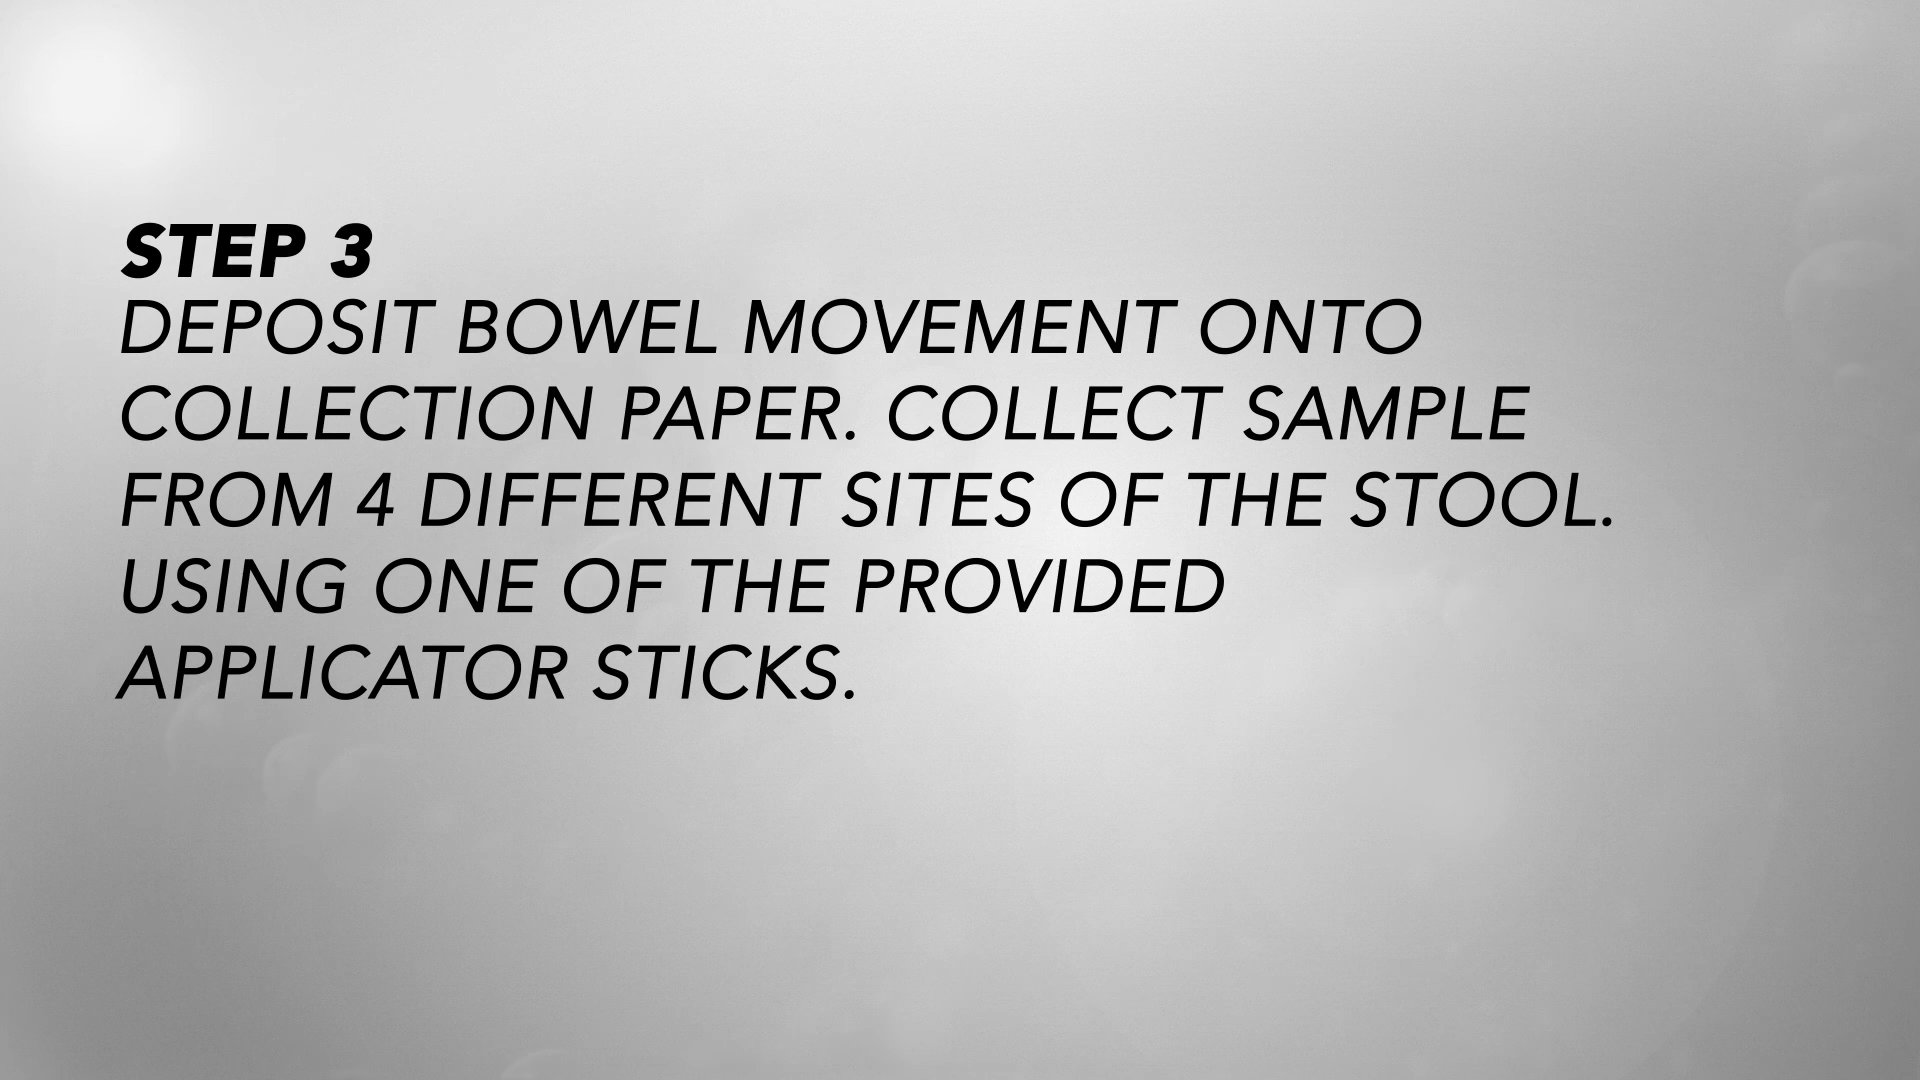 STEP 3
DEPOSIT BOWEL MOVEMENT ONTO
COLLECTION PAPER. COLLECT SAMPLE
FROM 4 DIFFERENT SITES OF THE STOOL.
USING ONE OF THE PROVIDED
APPLICATOR STICKS.